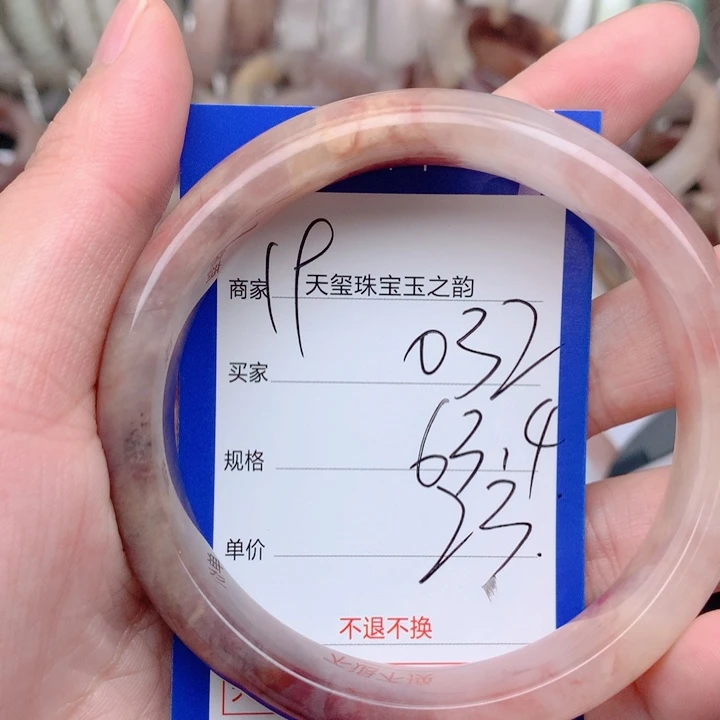 商家 19 天玺珠宝玉之韵
买家 032
规格 63.4
单价 23.
不退不换